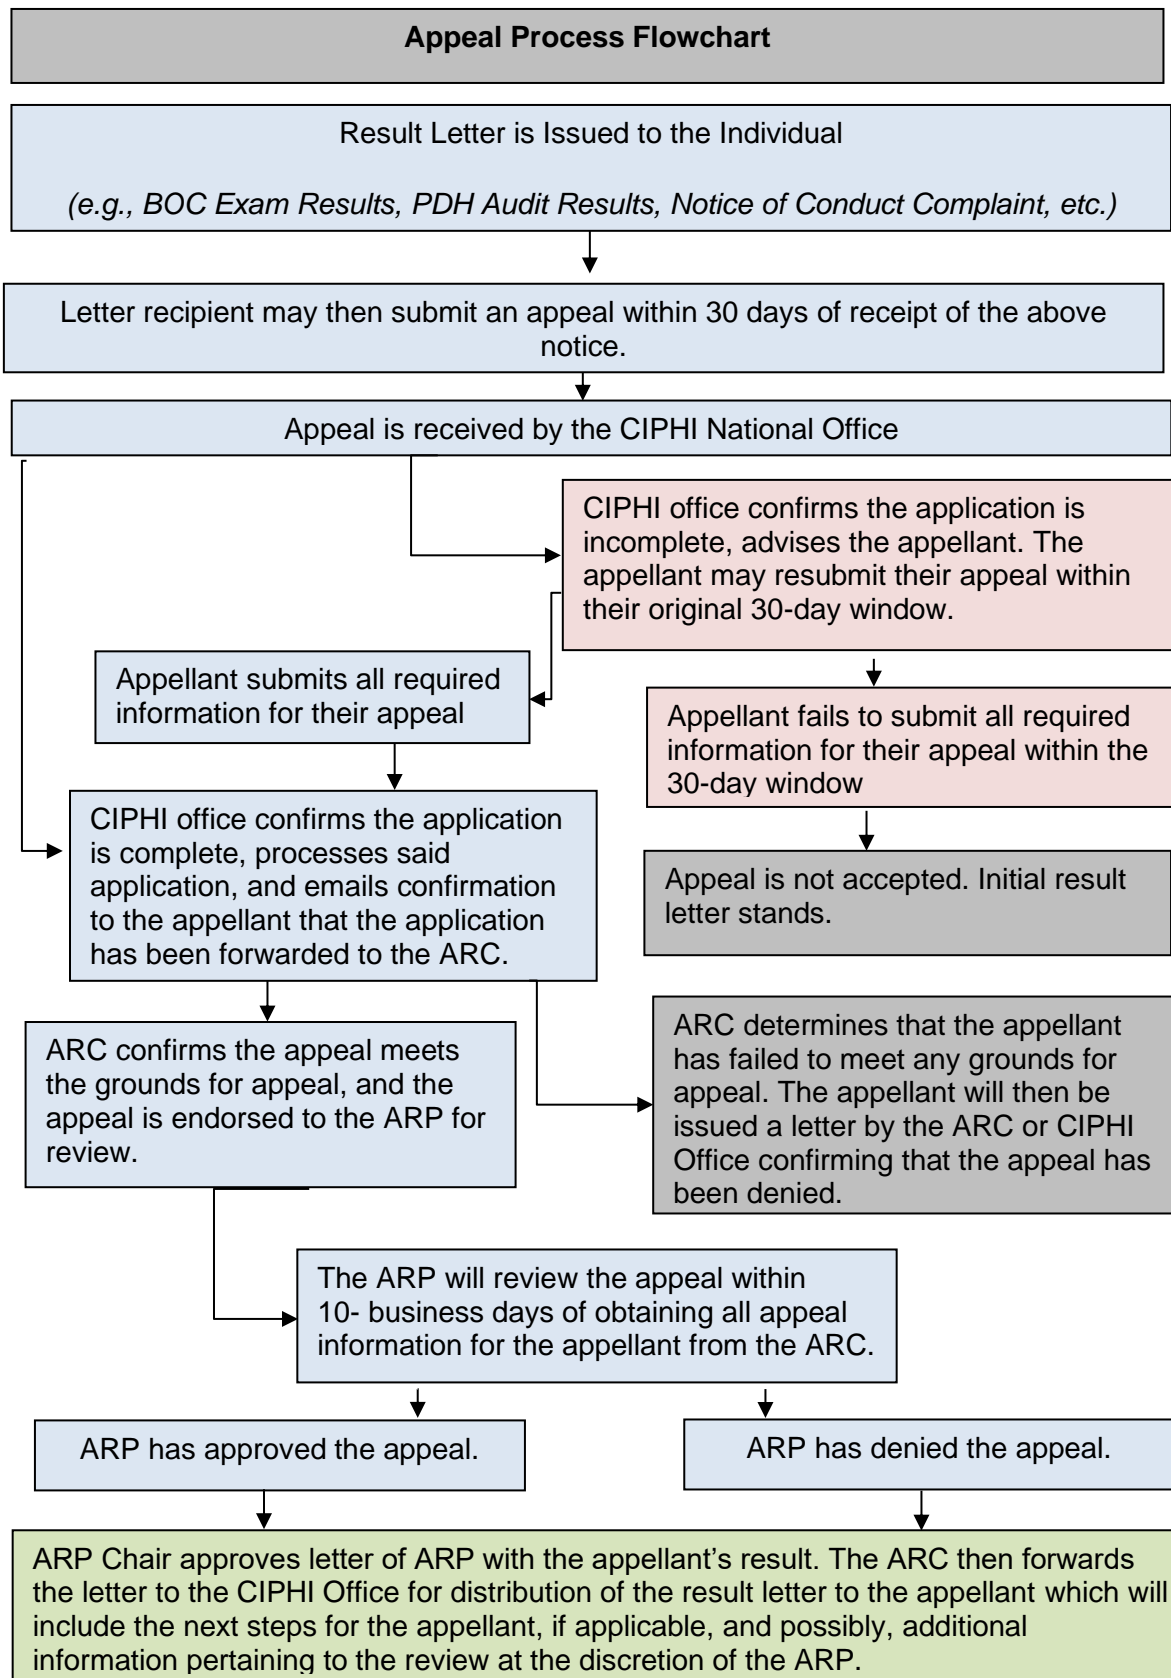 Appeal Process Flowchart
Result Letter is Issued to the Individual
(e.g., BOC Exam Results, PDH Audit Results, Notice of Conduct Complaint, etc.)
Letter recipient may then submit an appeal within 30 days of receipt of the above
notice.
Appeal is received by the CIPHI National Office
CIPHI office confirms the application is
incomplete, advises the appellant. The
appellant may resubmit their appeal within
their original 30-day window.
Appellant submits all required
information for their appeal
Appellant fails to submit all required
information for their appeal within the
30-day window
CIPHI office confirms the application
is complete, processes said
application, and emails confirmation
to the appellant that the application
has been forwarded to the ARC.
Appeal is not accepted. Initial result
letter stands.
ARC confirms the appeal meets
the grounds for appeal, and the
appeal is endorsed to the ARP for
review.
ARC determines that the appellant
has failed to meet any grounds for
appeal. The appellant will then be
issued a letter by the ARC or CIPHI
Office confirming that the appeal has
been denied.
The ARP will review the appeal within
10- business days of obtaining all appeal
information for the appellant from the ARC.
ARP has approved the appeal.
ARP has denied the appeal.
ARP Chair approves letter of ARP with the appellant's result. The ARC then forwards
the letter to the CIPHI Office for distribution of the result letter to the appellant which will
include the next steps for the appellant, if applicable, and possibly, additional
information pertaining to the review at the discretion of the ARP.